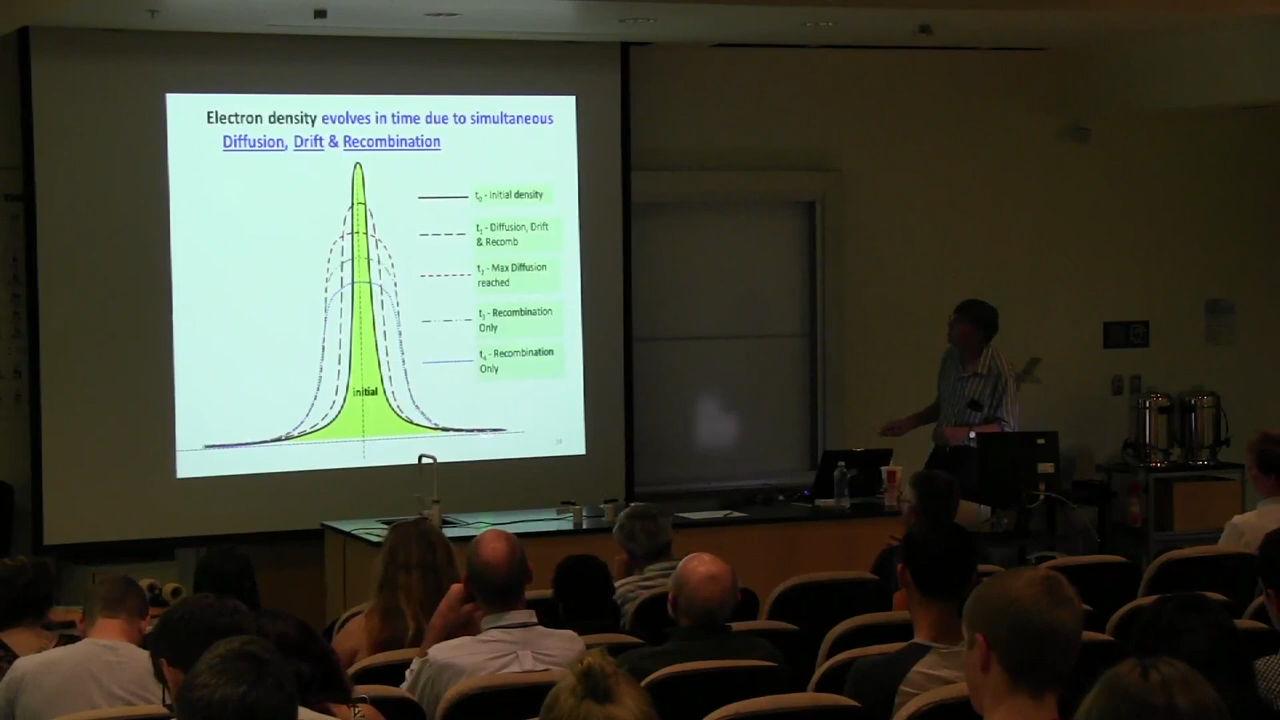 Electron density evolves in time due to simultaneous
Diffusion, Drift & Recombination
t₀ - Initial density
t₁ - Diffusion, Drift
& Recomb
t₂ - Max Diffusion
reached
t₃ - Recombination
Only
t₄ - Recombination
Only
initial